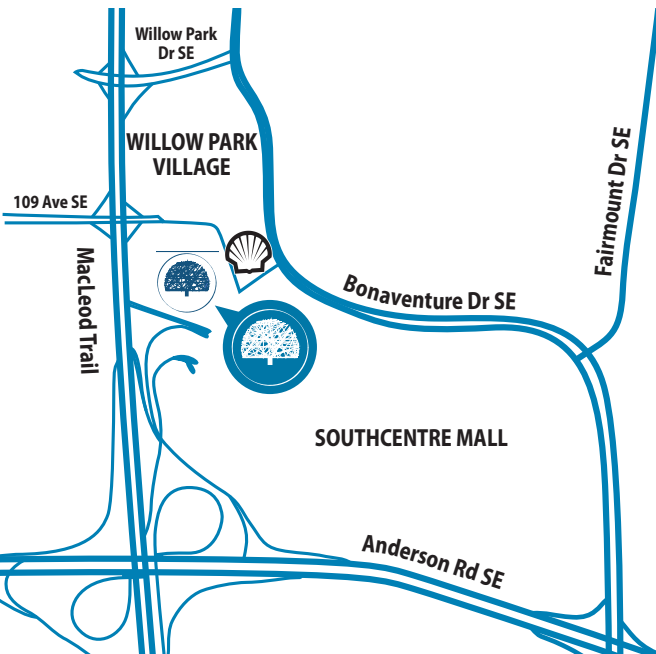 Willow Park
Dr SE
WILLOW PARK
VILLAGE
109 Ave SE
Fairmount Dr SE
MacLeod Trail
Bonaventure Dr SE
SOUTHCENTRE MALL
Anderson Rd SE